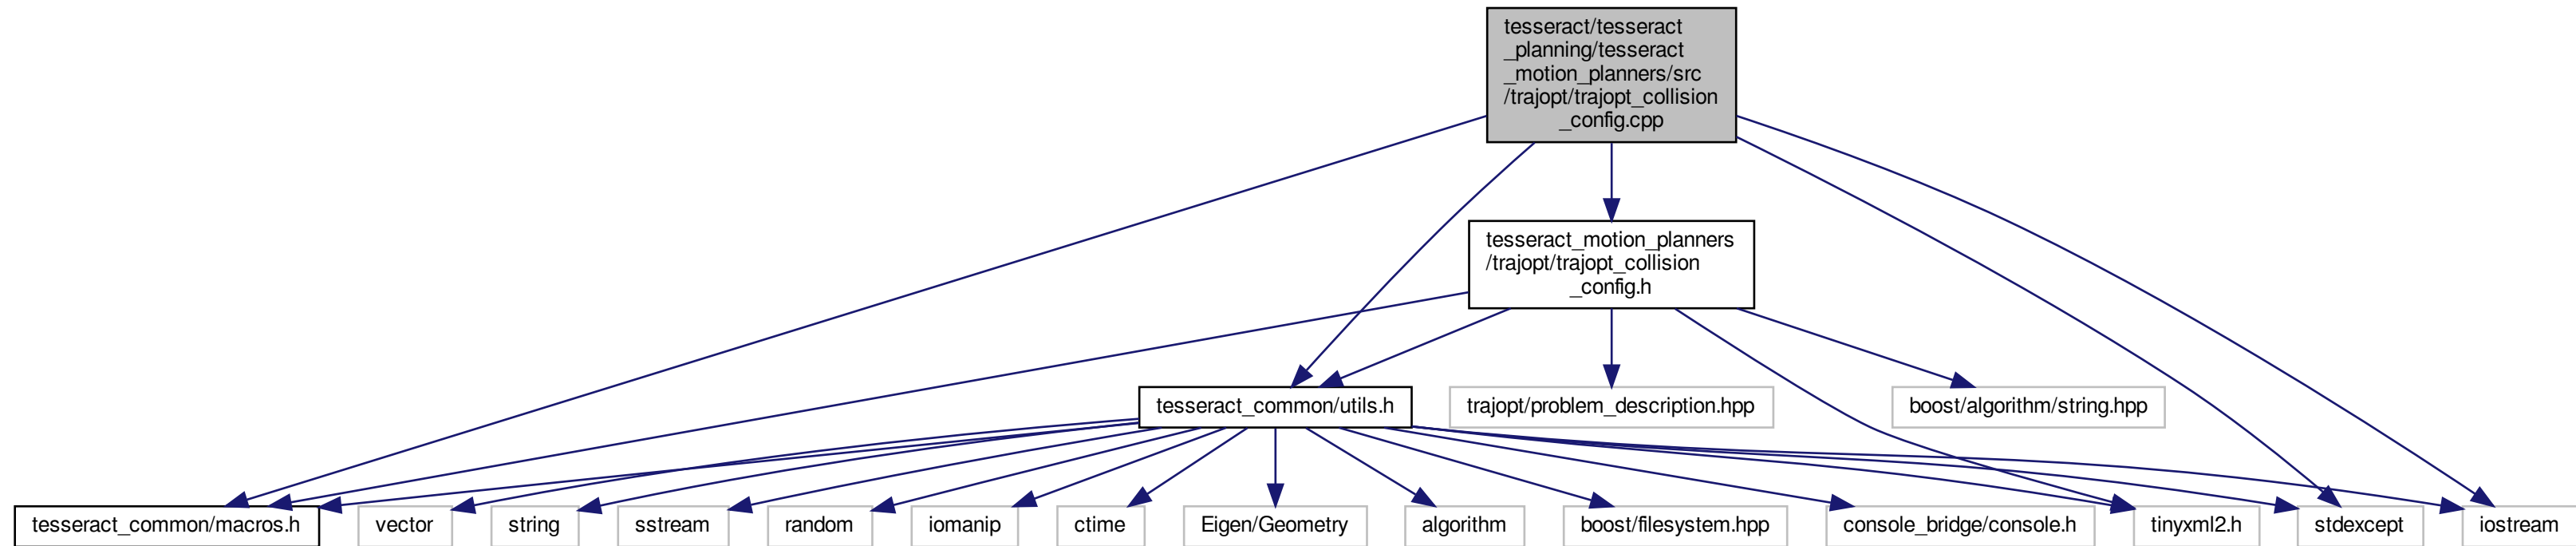 tesseract/tesseract
_planning/tesseract
_motion_planners/src
/trajopt/trajopt_collision
_config.cpp
tesseract_motion_planners
/trajopt/trajopt_collision
_config.h
tesseract_common/utils.h
trajopt/problem_description.hpp
boost/algorithm/string.hpp
tesseract_common/macros.h
vector
string
sstream
random
iomanip
ctime
Eigen/Geometry
algorithm
boost/filesystem.hpp
console_bridge/console.h
tinyxml2.h
stdexcept
iostream